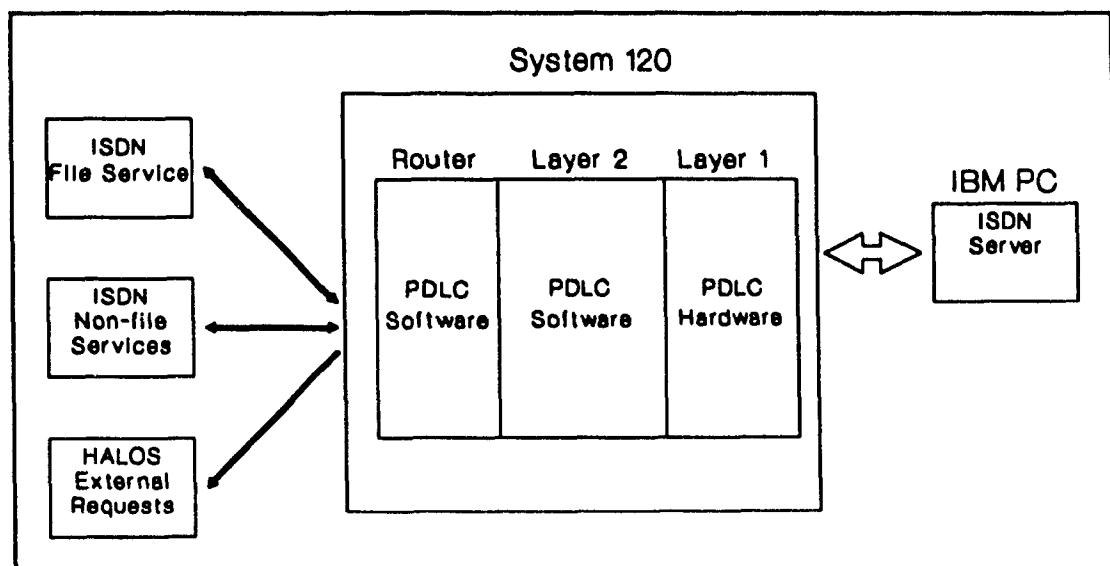 System 120
ISDN
File Service
ISDN
Non-file
Services
HALOS
External
Requests
Router
Layer 2
Layer 1
PDLC
Software
PDLC
Software
PDLC
Hardware
IBM PC
ISDN
Server